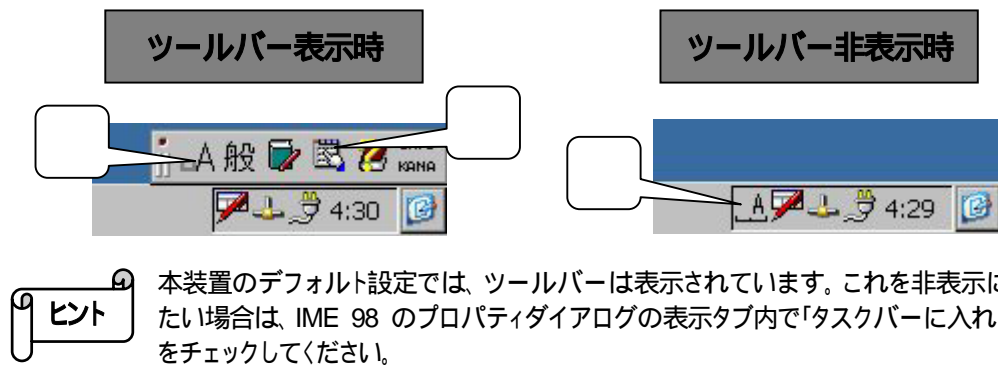 ツールバー表示時
ツールバー非表示時
A 般
KANA
4:30
A
4:29
ヒント
本装置のデフォルト設定では、ツールバーは表示されています。これを非表示に
たい場合は、IME 98 のプロパティダイアログの表示タブ内で「タスクバーに入れ
をチェックしてください。